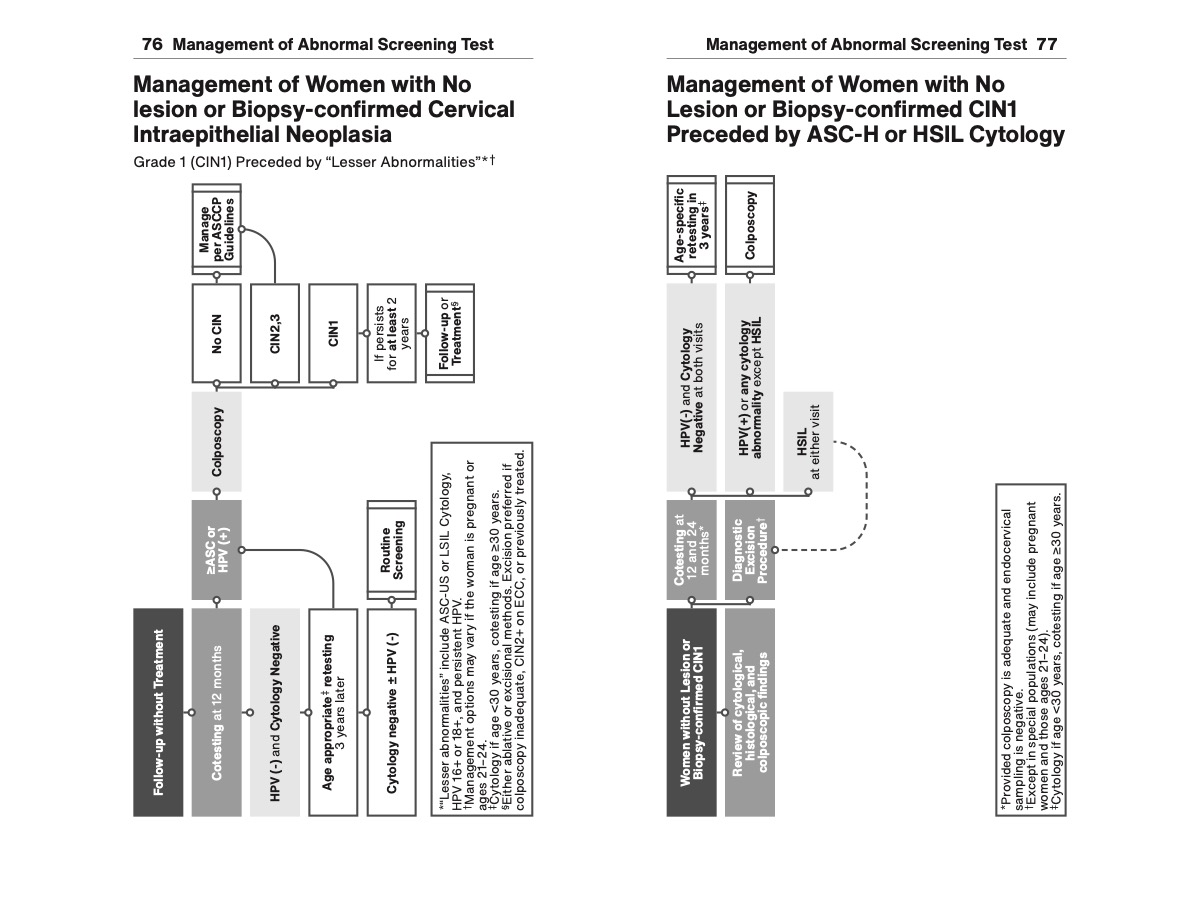 76 Management of Abnormal Screening Test
Management of Women with No
lesion or Biopsy-confirmed Cervical
Intraepithelial Neoplasia
Grade 1 (CIN1) Preceded by “Lesser Abnormalities”*†
Follow-up without Treatment
Cotesting at 12 months
HPV (-) and Cytology Negative
Age appropriate‡ retesting
3 years later
Cytology negative ± HPV (-)
≥ASC or
HPV (+)
Routine
Screening
Colposcopy
No CIN
CIN2,3
CIN1
If persists
for at least 2
years
Follow-up or
Treatment§
Manage
per ASCCP
Guidelines
*“Lesser abnormalities” include ASC-US or LSIL Cytology,
HPV 16+ or 18+, and persistent HPV.
†Management options may vary if the woman is pregnant or
ages 21–24.
‡Cytology if age <30 years, cotesting if age ≥30 years.
§Either ablative or excisional methods. Excision preferred if
colposcopy inadequate, CIN2+ on ECC, or previously treated.
Management of Abnormal Screening Test 77
Management of Women with No
Lesion or Biopsy-confirmed CIN1
Preceded by ASC-H or HSIL Cytology
Women without Lesion or
Biopsy-confirmed CIN1
Review of cytological,
histological, and
colposcopic findings
Cotesting at
12 and 24
months*
Diagnostic
Excision
Procedure†
HPV(-) and Cytology
Negative at both visits
HPV(+) or any cytology
abnormality except HSIL
HSIL
at either visit
Age-specific
retesting in
3 years‡
Colposcopy
*Provided colposcopy is adequate and endocervical
sampling is negative.
†Except in special populations (may include pregnant
women and those ages 21–24).
‡Cytology if age <30 years, cotesting if age ≥30 years.